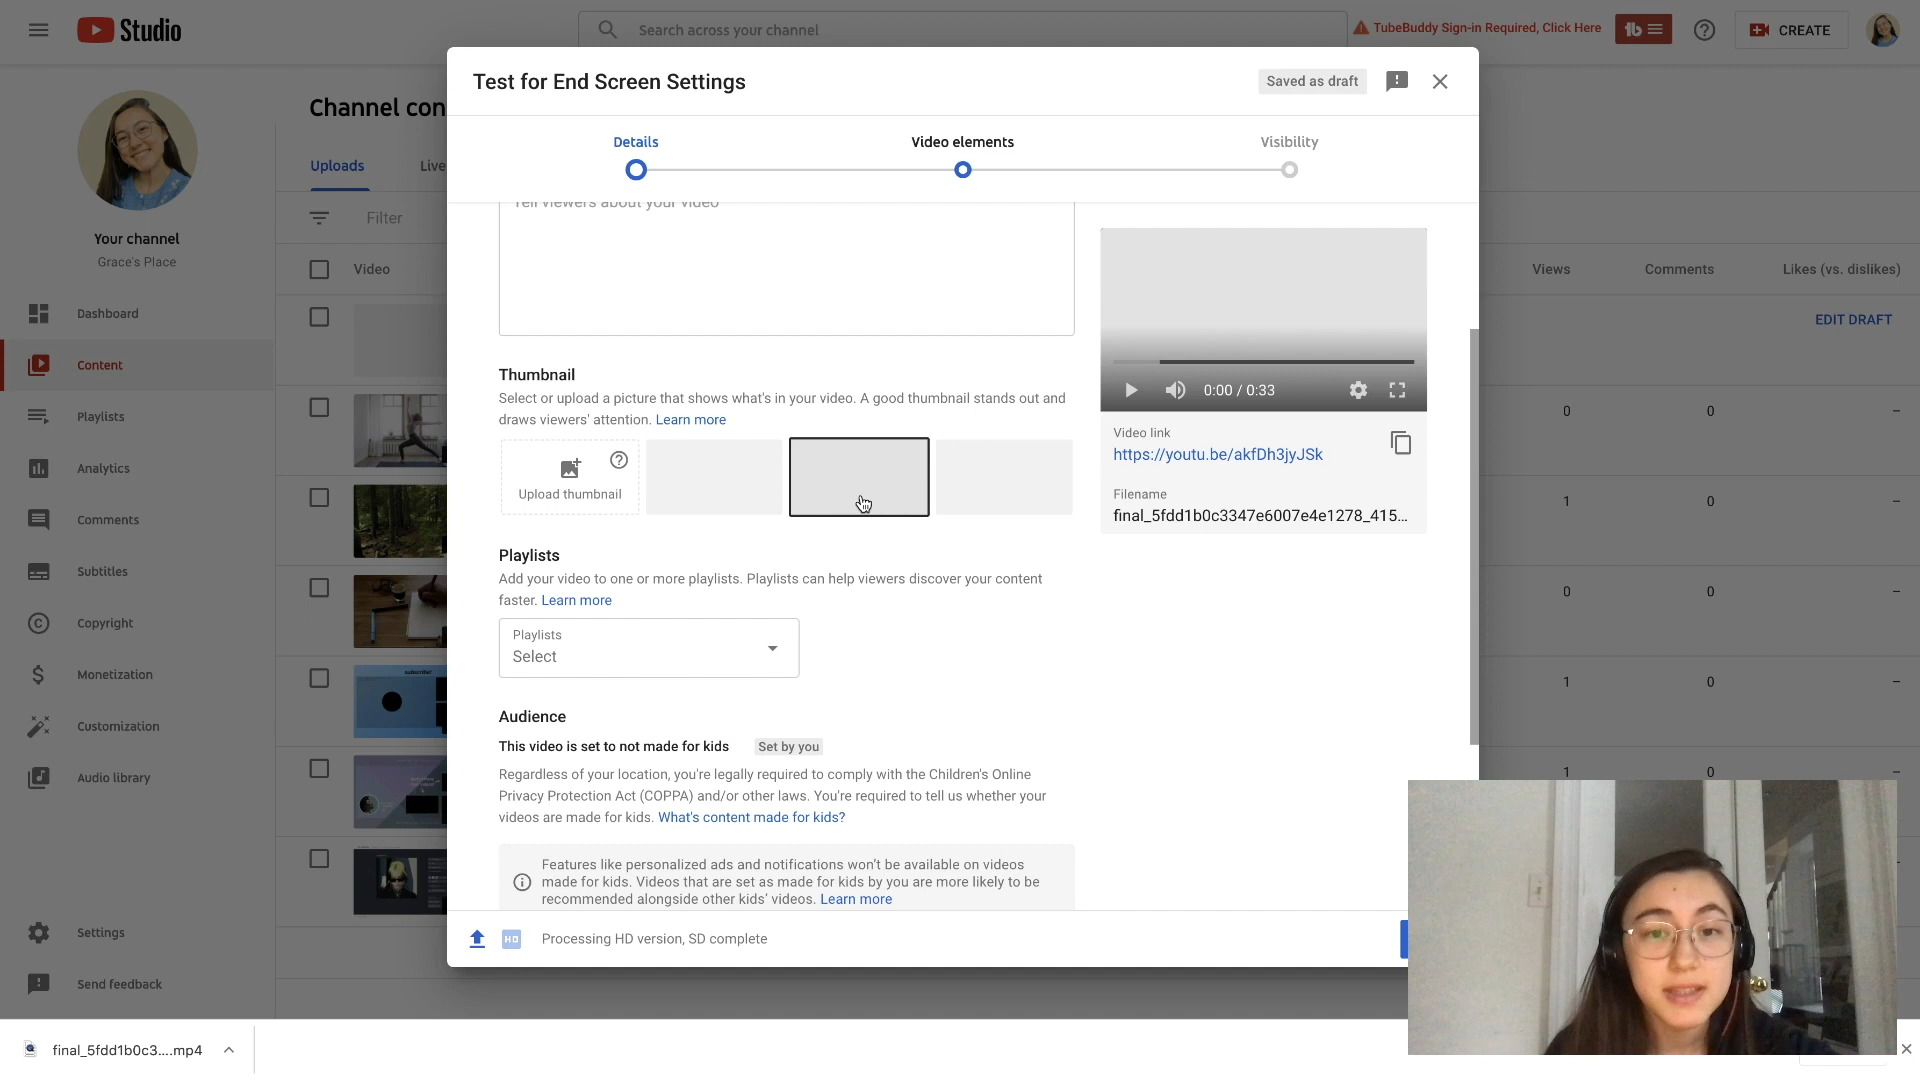 Studio
Search across your channel
TubeBuddy Sign-in Required, Click Here
tb
CREATE
Test for End Screen Settings
Saved as draft
Channel con
Details
Video elements
Visibility
Uploads
Live
Filter
Tell viewers about your video
Your channel
Grace's Place
Video
Views
Comments
Likes (vs. dislikes)
EDIT DRAFT
Dashboard
Content
Playlists
Analytics
Comments
Subtitles
Copyright
Monetization
Customization
Audio library
Settings
Send feedback
subscribe
Thumbnail
Select or upload a picture that shows what's in your video. A good thumbnail stands out and
draws viewers' attention. Learn more
Upload thumbnail
0:00 / 0:33
Video link
https://youtu.be/akfDh3jyJSk
Filename
final_5fdd1b0c3347e6007e4e1278_415...
Playlists
Add your video to one or more playlists. Playlists can help viewers discover your content
faster. Learn more
Playlists
Select
Audience
This video is set to not made for kids Set by you
Regardless of your location, you're legally required to comply with the Children's Online
Privacy Protection Act (COPPA) and/or other laws. You're required to tell us whether your
videos are made for kids. What's content made for kids?
Features like personalized ads and notifications won't be available on videos
made for kids. Videos that are set as made for kids by you are more likely to be
recommended alongside other kids' videos. Learn more
0 0 –
1 0 –
0 0 –
1 0 –
1 0
HD
Processing HD version, SD complete
final_5fdd1b0c3....mp4